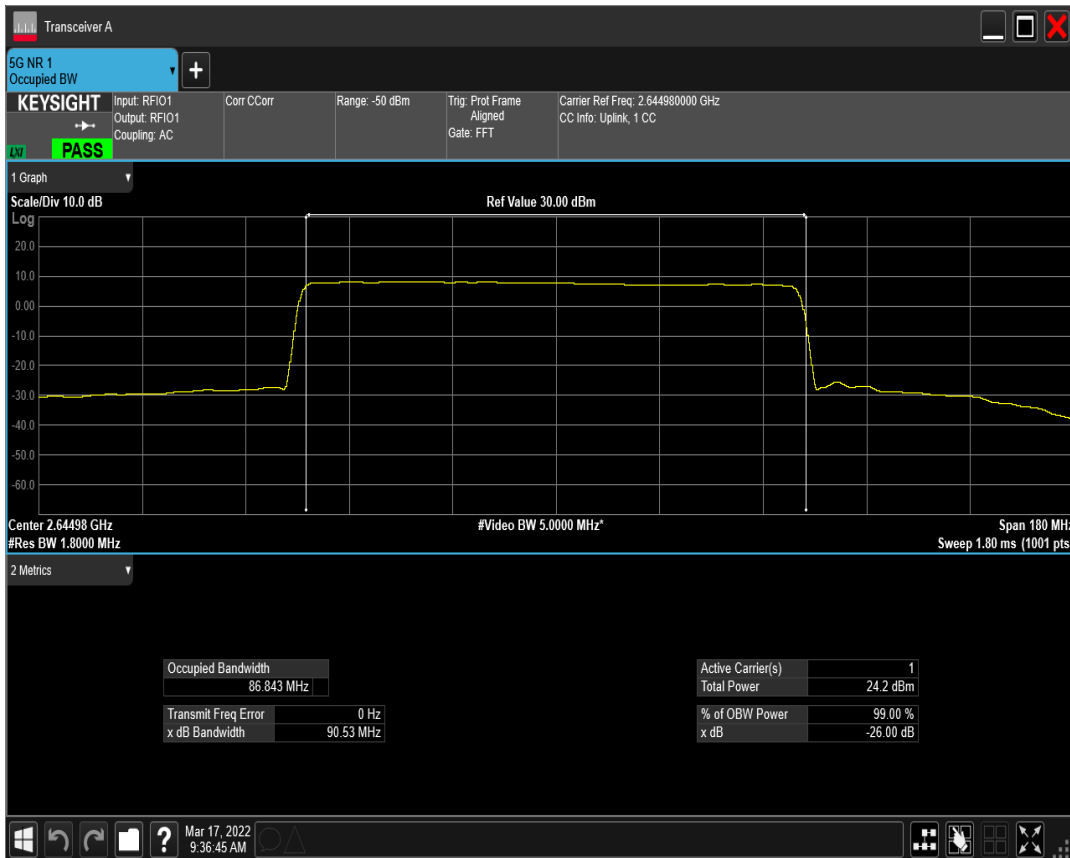 Transceiver A
5G NR 1
Occupied BW
+
KEYSIGHT
Input: RFIO1
Output: RFIO1
Coupling: AC
Corr CCorr
Range: -50 dBm
Trig: Prot Frame
Aligned
Gate: FFT
Carrier Ref Freq: 2.644980000 GHz
CC Info: Uplink, 1 CC
LXI
PASS
1 Graph
Scale/Div 10.0 dB
Ref Value 30.00 dBm
Log
20.0
10.0
0.00
-10.0
-20.0
-30.0
-40.0
-50.0
-60.0
Center 2.64498 GHz
#Video BW 5.0000 MHz*
Span 180 MHz
#Res BW 1.8000 MHz
Sweep 1.80 ms (1001 pts
2 Metrics
Occupied Bandwidth
86.843 MHz
Transmit Freq Error 0 Hz
x dB Bandwidth 90.53 MHz
Active Carrier(s) 1
Total Power 24.2 dBm
% of OBW Power 99.00 %
x dB -26.00 dB
?
Mar 17, 2022
9:36:45 AM